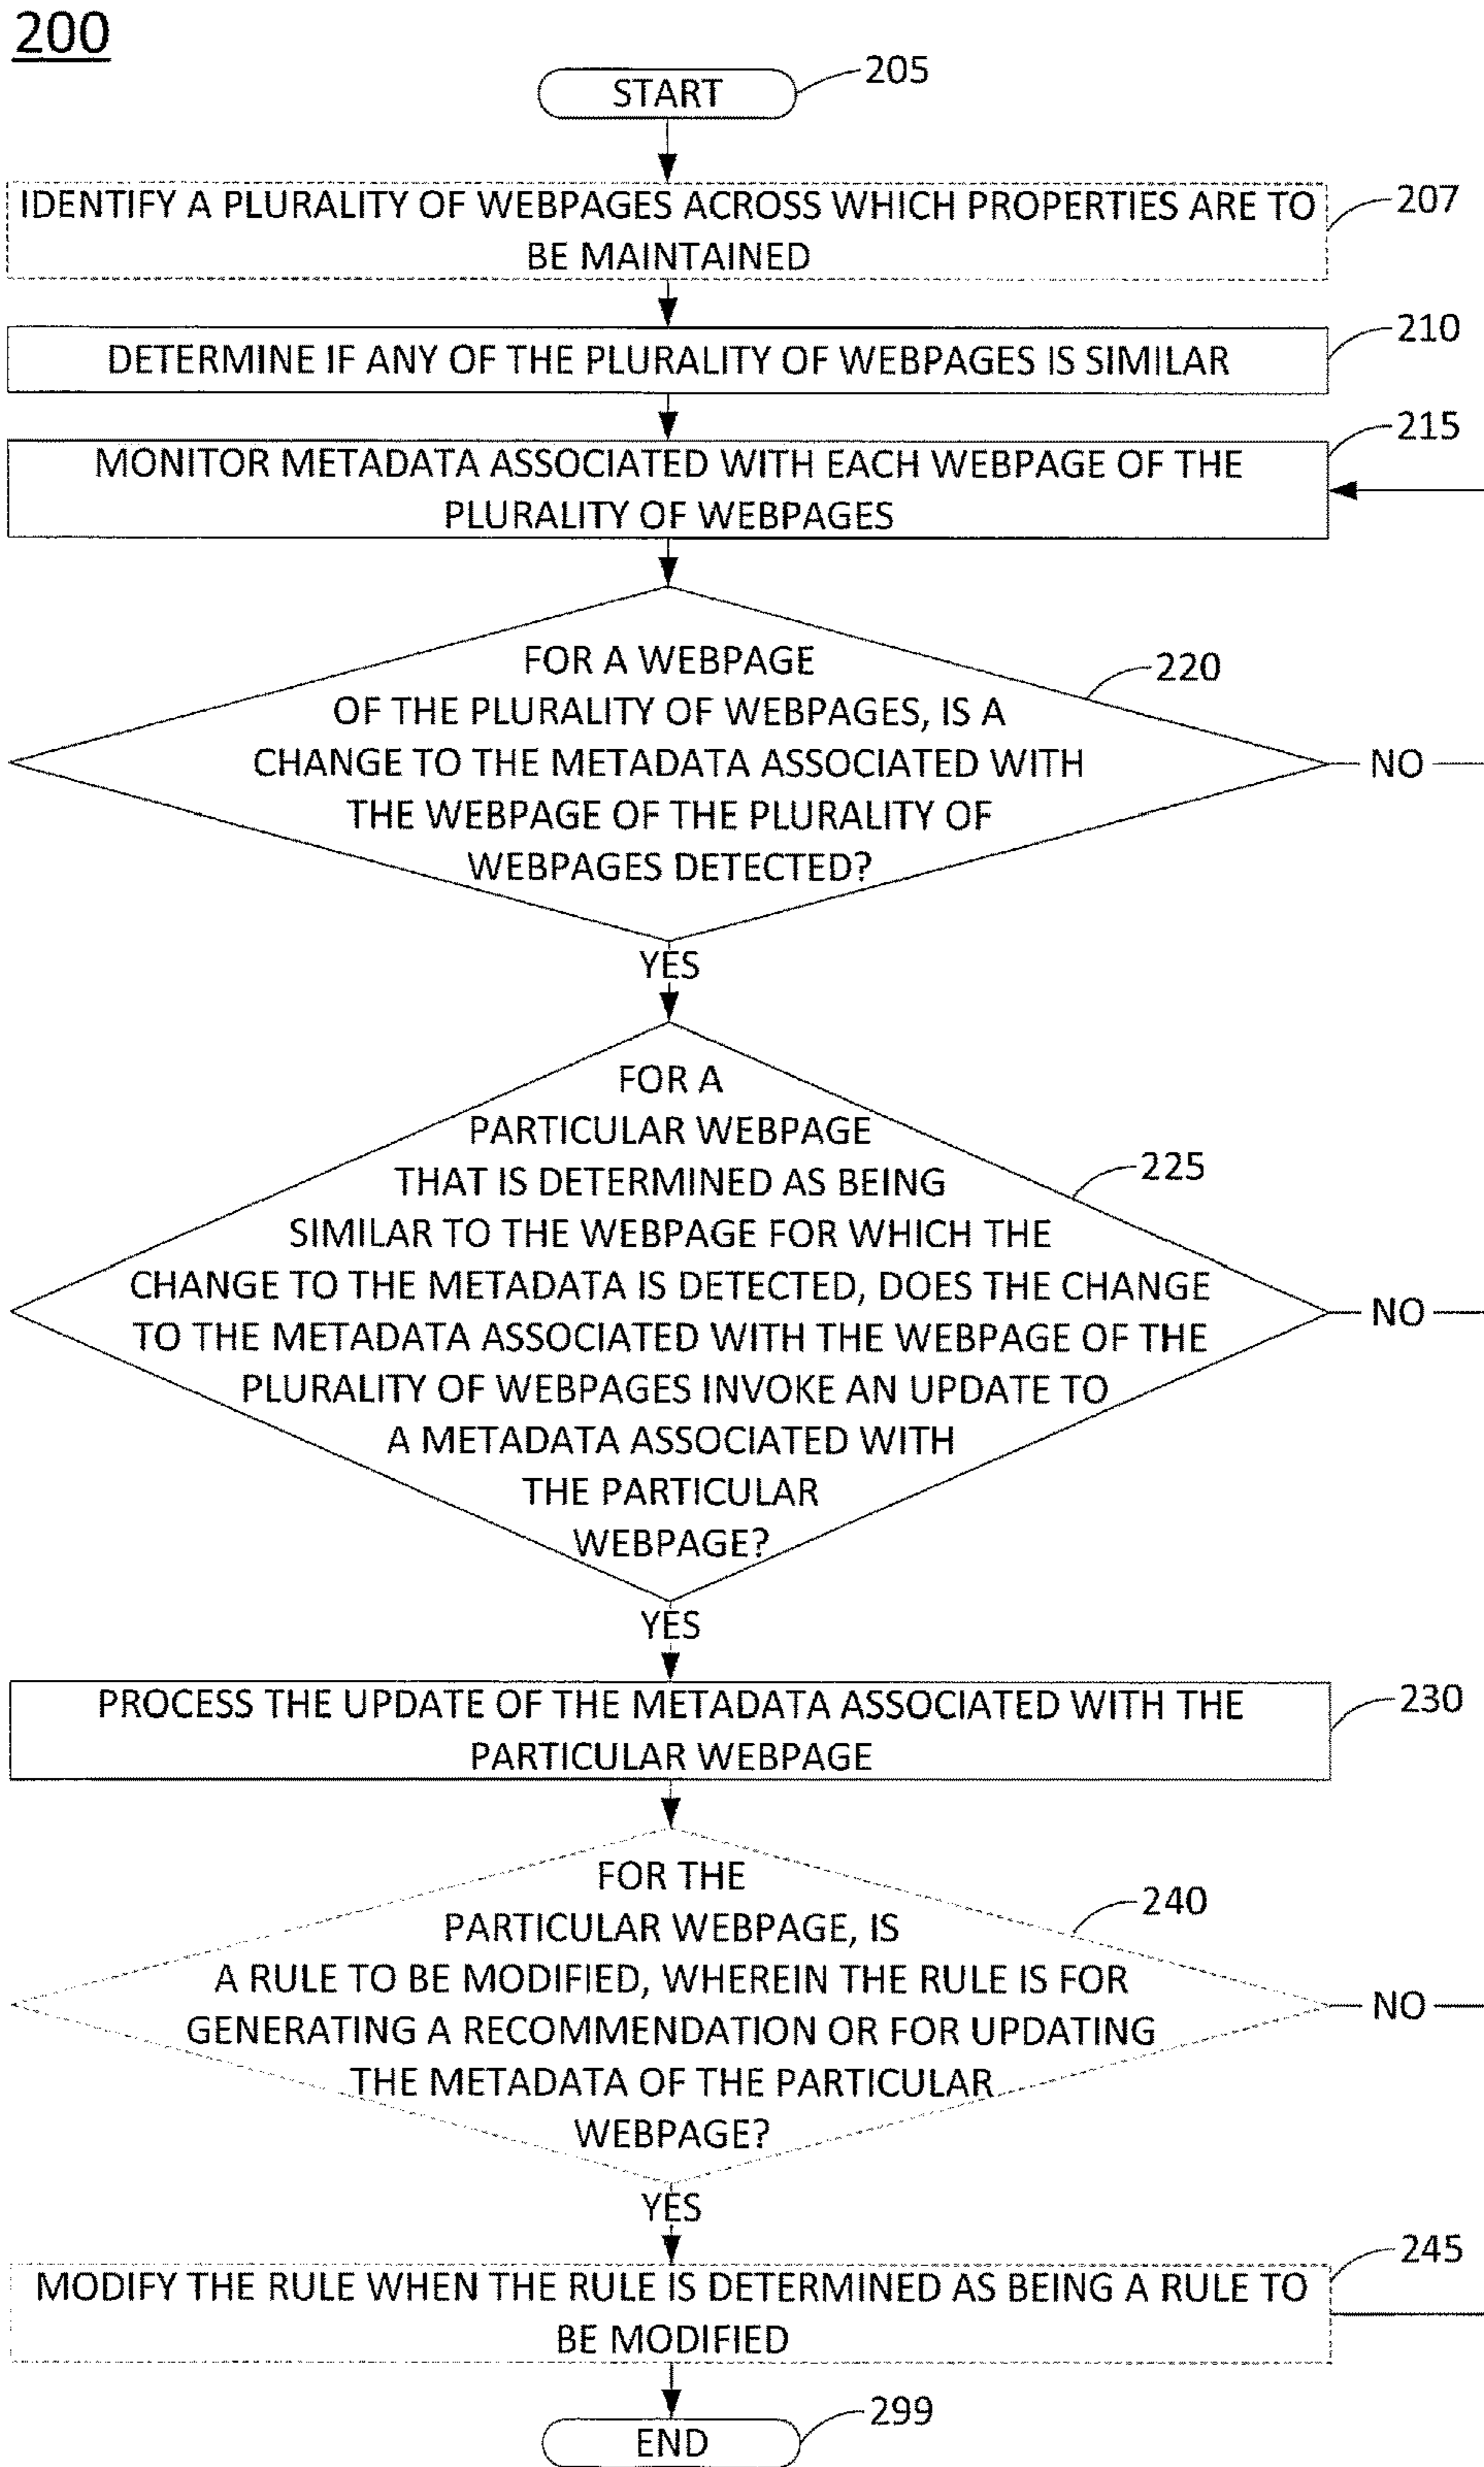 200
START
205
IDENTIFY A PLURALITY OF WEBPAGES ACROSS WHICH PROPERTIES ARE TO
BE MAINTAINED
207
DETERMINE IF ANY OF THE PLURALITY OF WEBPAGES IS SIMILAR
210
MONITOR METADATA ASSOCIATED WITH EACH WEBPAGE OF THE
PLURALITY OF WEBPAGES
215
FOR A WEBPAGE
OF THE PLURALITY OF WEBPAGES, IS A
CHANGE TO THE METADATA ASSOCIATED WITH
THE WEBPAGE OF THE PLURALITY OF
WEBPAGES DETECTED?
220
NO
YES
FOR A
PARTICULAR WEBPAGE
THAT IS DETERMINED AS BEING
SIMILAR TO THE WEBPAGE FOR WHICH THE
CHANGE TO THE METADATA IS DETECTED, DOES THE CHANGE
TO THE METADATA ASSOCIATED WITH THE WEBPAGE OF THE
PLURALITY OF WEBPAGES INVOKE AN UPDATE TO
A METADATA ASSOCIATED WITH
THE PARTICULAR
WEBPAGE?
225
NO
YES
PROCESS THE UPDATE OF THE METADATA ASSOCIATED WITH THE
PARTICULAR WEBPAGE
230
FOR THE
PARTICULAR WEBPAGE, IS
A RULE TO BE MODIFIED, WHEREIN THE RULE IS FOR
GENERATING A RECOMMENDATION OR FOR UPDATING
THE METADATA OF THE PARTICULAR
WEBPAGE?
240
NO
YES
MODIFY THE RULE WHEN THE RULE IS DETERMINED AS BEING A RULE TO
BE MODIFIED
245
END
299